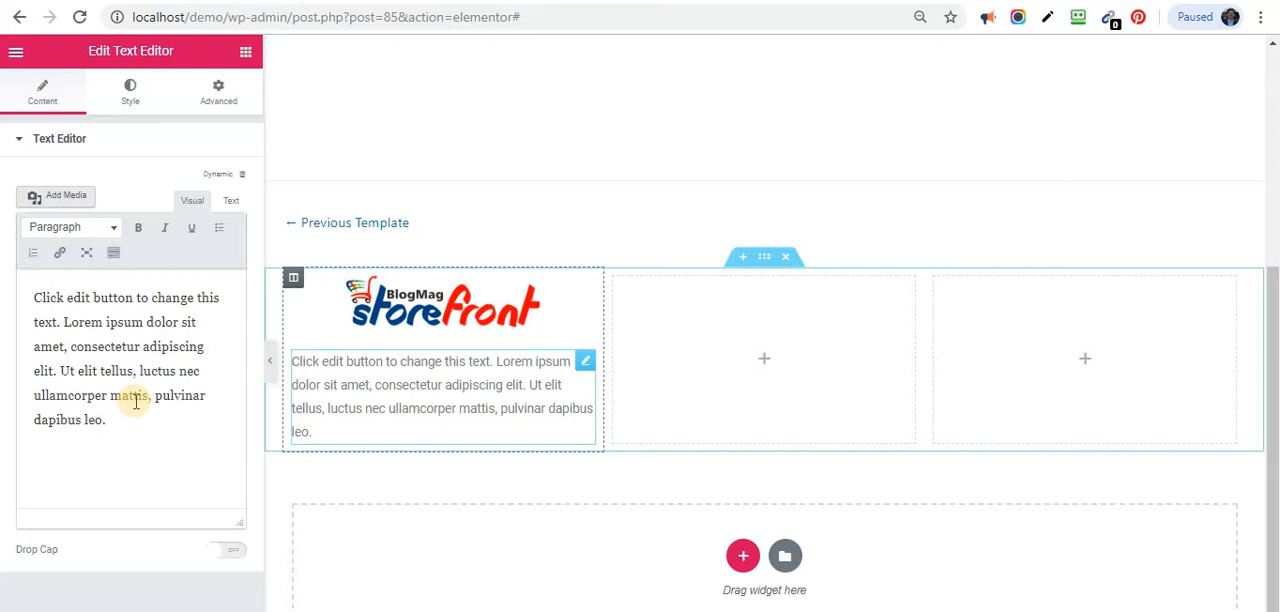 localhost/demo/wp-admin/post.php?post=85&action=elementor#
0
Paused
Edit Text Editor
Content
Style
Advanced
Text Editor
Dynamic
Add Media
Visual
Text
Paragraph
B
I
U
Click edit button to change this
text. Lorem ipsum dolor sit
amet, consectetur adipiscing
elit. Ut elit tellus, luctus nec
ullamcorper mattis, pulvinar
dapibus leo.
Drop Cap
OFF
← Previous Template
BlogMag
storefront
Click edit button to change this text. Lorem ipsum
dolor sit amet, consectetur adipiscing elit. Ut elit
tellus, luctus nec ullamcorper mattis, pulvinar dapibus
leo.
Drag widget here